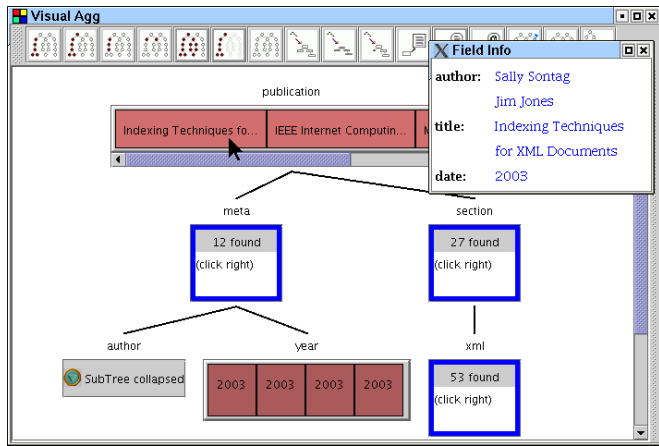 Visual Agg
Field Info
author: Sally Sontag
Jim Jones
title: Indexing Techniques
for XML Documents
date: 2003
publication
Indexing Techniques fo... IEEE Internet Computin... M
meta section
12 found 27 found
(click right) (click right)
author year xml
SubTree collapsed 2003 2003 2003 2003 53 found
(click right)